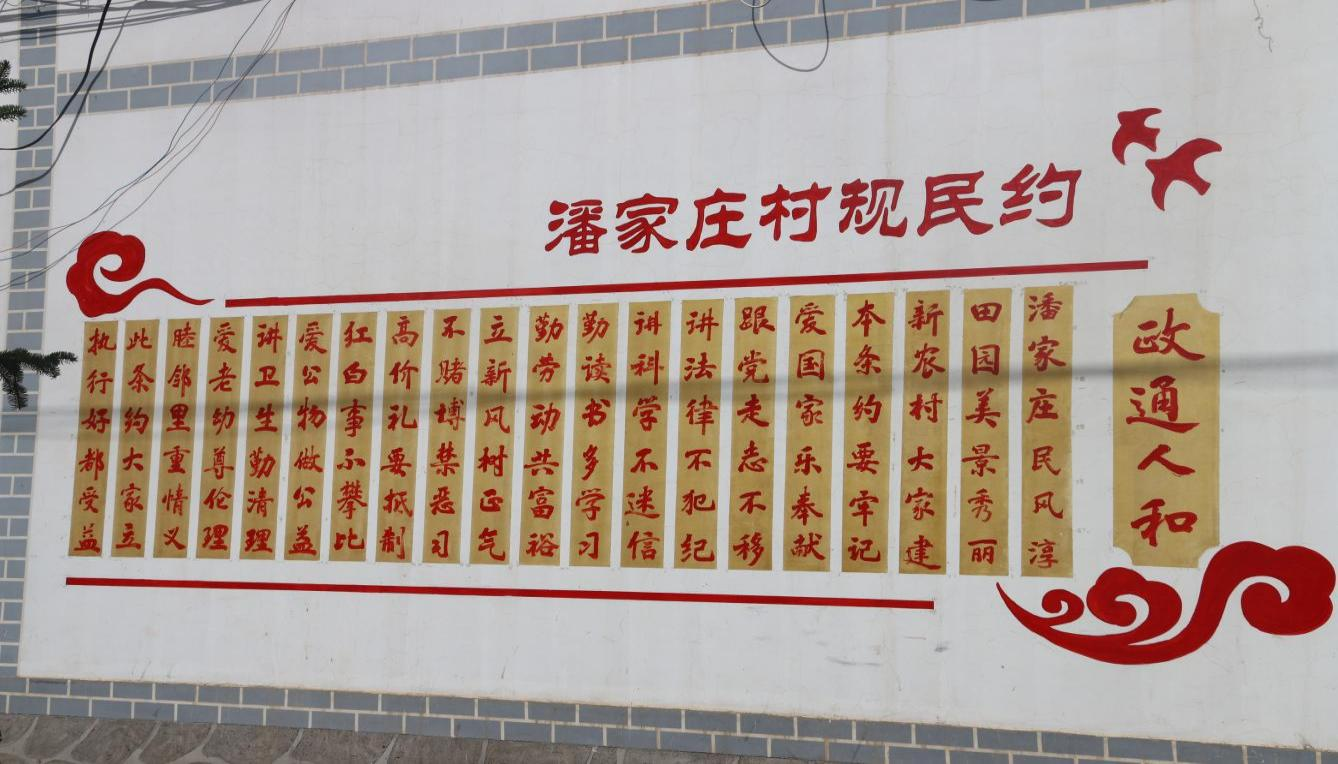 潘家庄村规民约
政通人和
潘家庄民风淳
田园美景秀丽
新农村大家建
本条约要牢记
爱国家乐奉献
跟党走志不移
讲法律不犯纪
讲科学不迷信
勤读书多学习
勤劳动共富裕
立新风树正气
不赌博禁恶习
高价礼要抵制
红白事不攀比
爱公物做公益
讲卫生勤清理
爱老幼尊伦理
睦邻里重情义
此条约大家立
执行好都受益